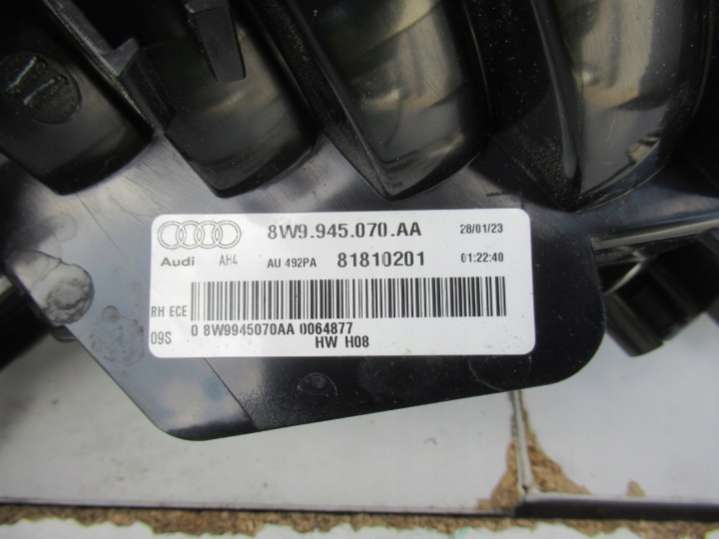 8W9.945.070.AA 28/01/23
Audi AH4 AU 492PA 81810201 01:22:40
RH ECE
09S 0 8W9945070AA 0064877
HW H08